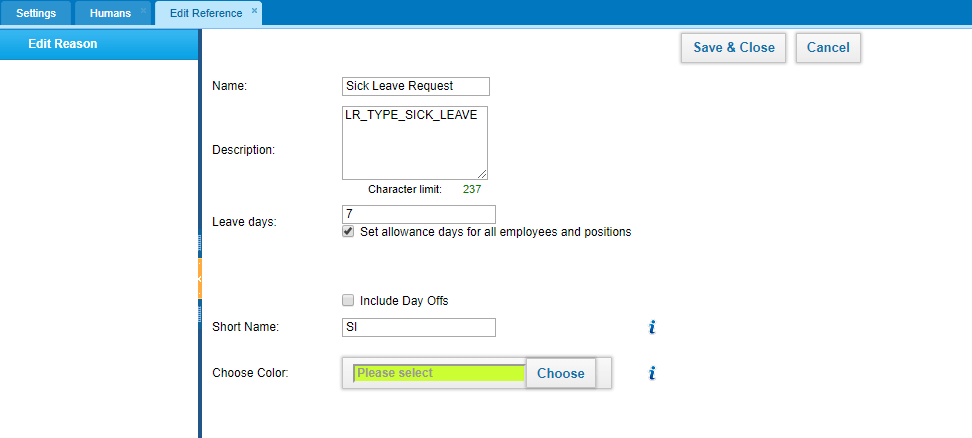 Settings
Humans
Edit Reference
Edit Reason
Save & Close
Cancel
Name:
Sick Leave Request
LR_TYPE_SICK_LEAVE
Description:
Character limit: 237
7
Leave days:
Set allowance days for all employees and positions
Include Day Offs
Short Name:
SI
i
Choose Color:
Please select
Choose
i